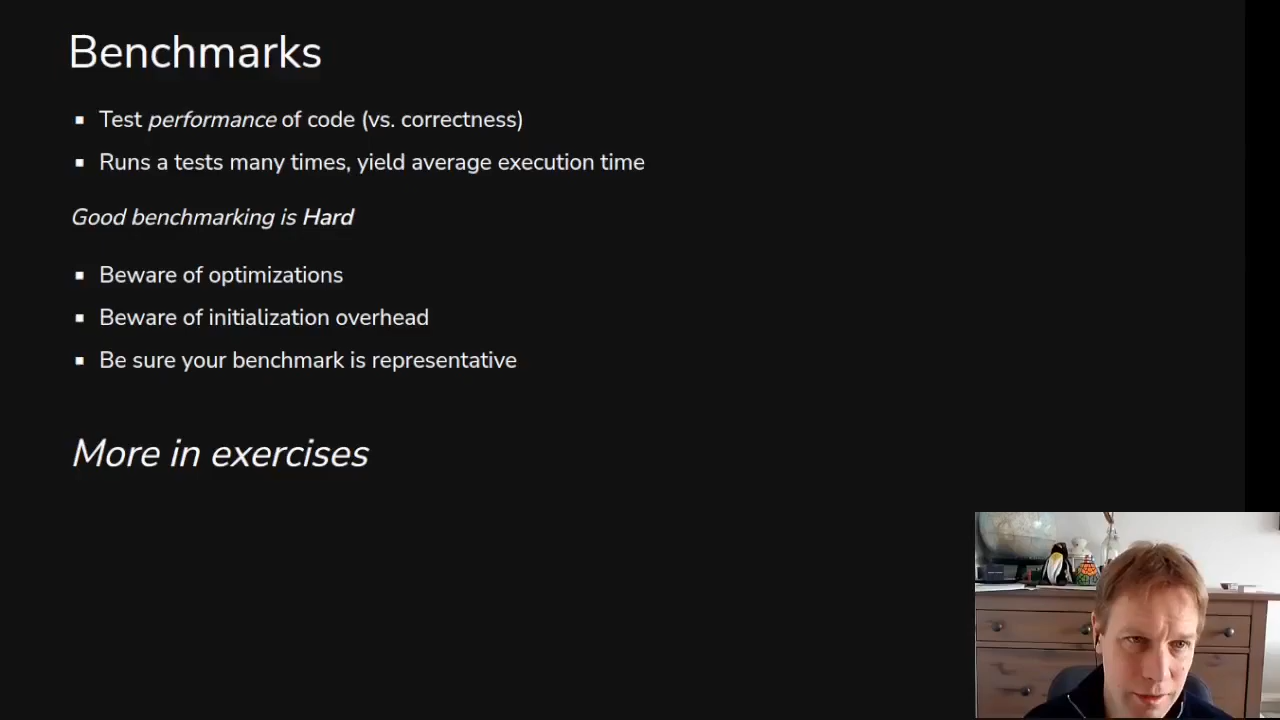 Benchmarks
Test performance of code (vs. correctness)
Runs a tests many times, yield average execution time
Good benchmarking is Hard
Beware of optimizations
Beware of initialization overhead
Be sure your benchmark is representative
More in exercises